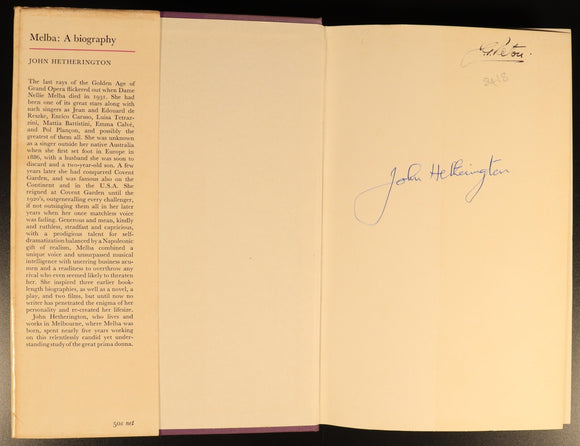 Melba: A biography
JOHN HETHERINGTON
The last rays of the Golden Age of
Grand Opera flickered out when Dame
Nellie Melba died in 1931. She had
been one of its great stars along with
such singers as Jean and Edouard de
Reszke, Enrico Caruso, Luisa Tetraz-
zini, Mattia Battistini, Emma Calvé,
and Pol Plançon, and possibly the
greatest of them all. She was unknown
as a singer outside her native Australia
when she first set foot in Europe in
1886, with a husband she was soon to
discard and a two-year-old son. A few
years later she had conquered Covent
Garden, and was famous also on the
Continent and in the U.S.A. She
reigned at Covent Garden until the
1920's, outgeneralling every challenger,
if not outsinging them all in her later
years when her once matchless voice
was fading. Generous and mean, kindly
and ruthless, steadfast and capricious,
with a prodigious talent for self-
dramatization balanced by a Napoleonic
gift of realism, Melba combined a
unique voice and unsurpassed musical
intelligence with unerring business acu-
men and a readiness to overthrow any
rival who even seemed likely to threaten
her. She inspired three earlier book-
length biographies, as well as a novel, a
play, and two films, but until now no
writer has penetrated the enigma of her
personality and re-created her lifesize.
John Hetherington, who lives and
works in Melbourne, where Melba was
born, spent nearly five years working
on this relentlessly candid yet under-
standing study of the great prima donna.
50s net
3418
John Hetherington